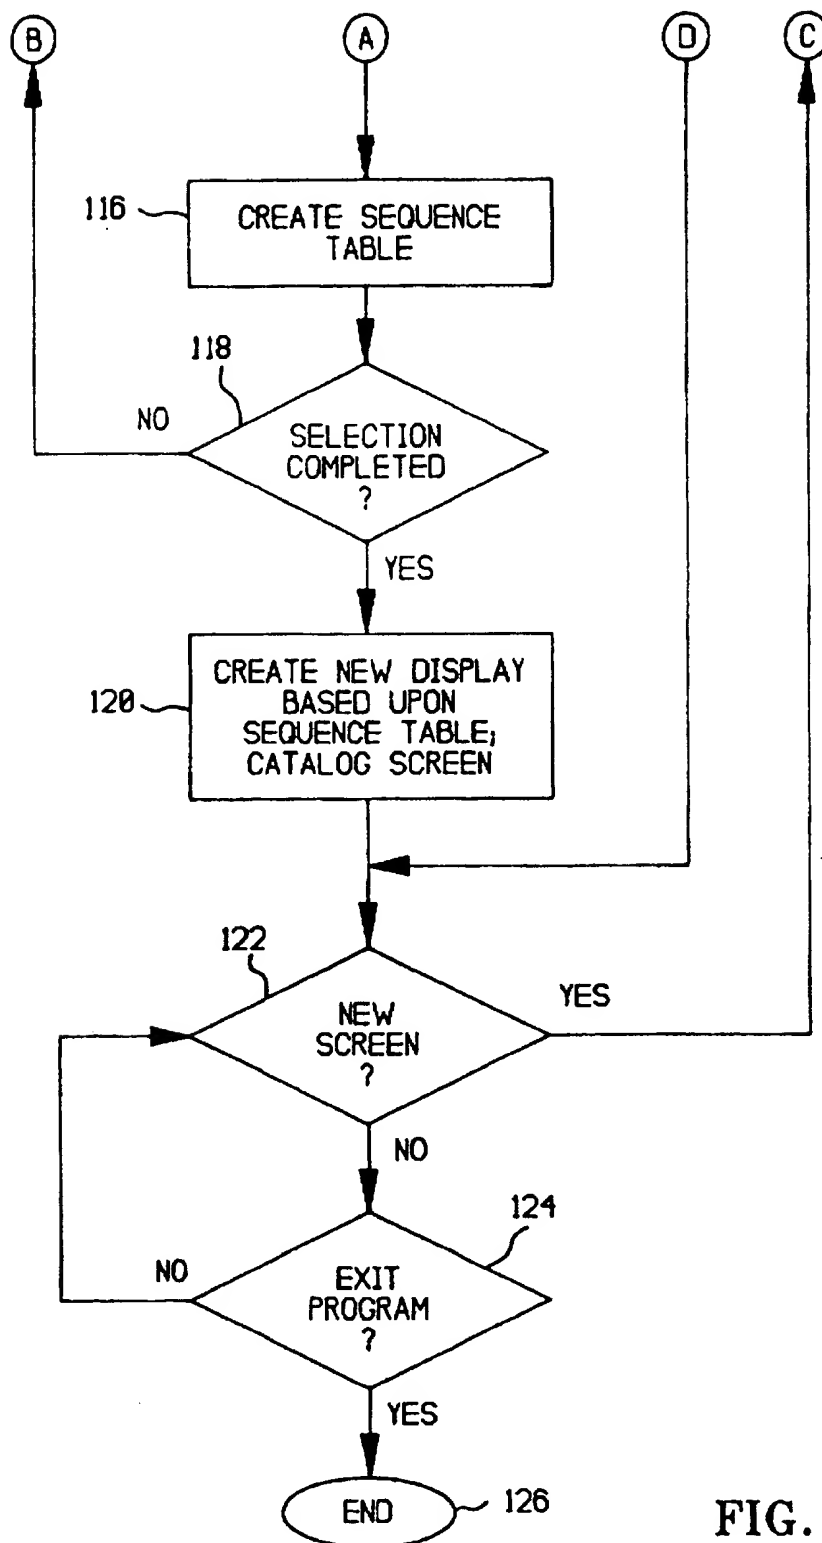 B
A
D
C
116
CREATE SEQUENCE
TABLE
118
NO
SELECTION
COMPLETED
?
YES
120
CREATE NEW DISPLAY
BASED UPON
SEQUENCE TABLE;
CATALOG SCREEN
122
YES
NEW
SCREEN
?
NO
124
NO
EXIT
PROGRAM
?
YES
END
126
FIG.